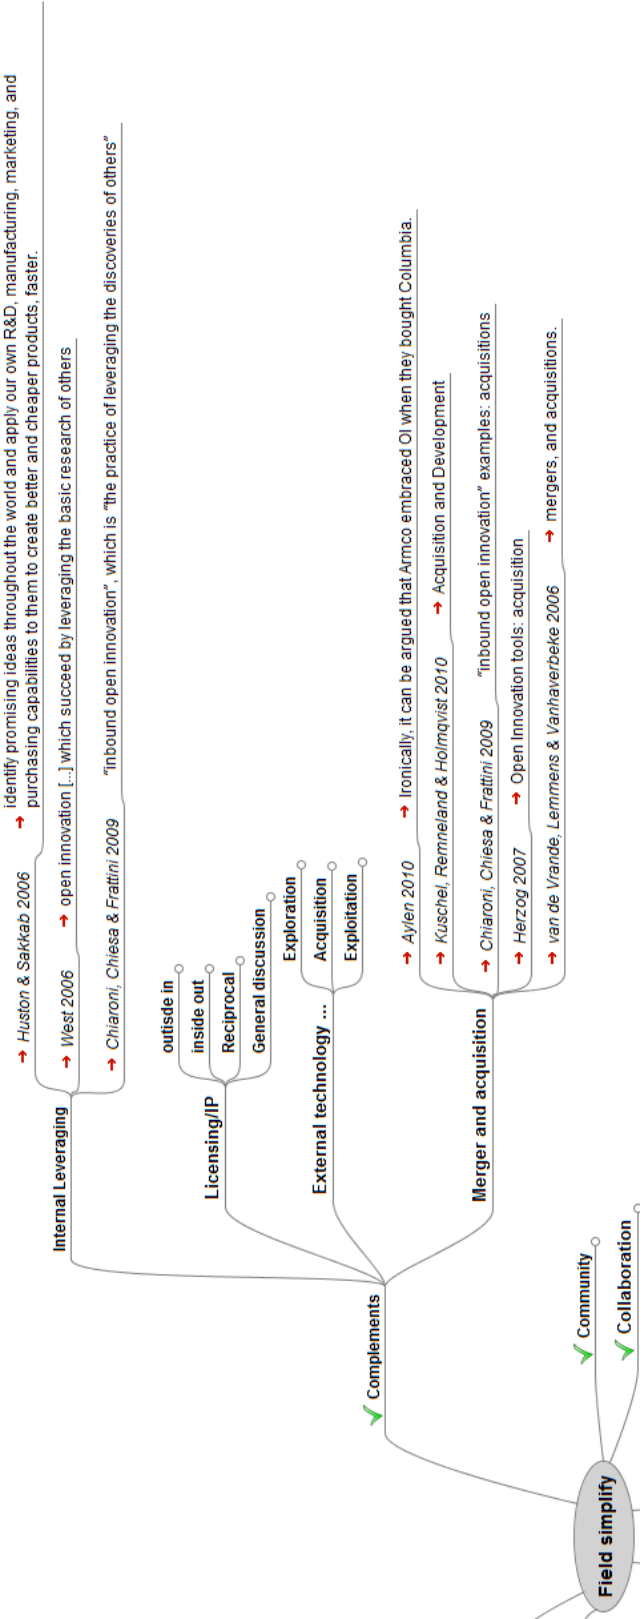 identify promising ideas throughout the world and apply our own R&D, manufacturing, marketing, and
Huston & Sakkab 2006
purchasing capabilities to them to create better and cheaper products, faster.
Internal Leveraging
West 2006
open innovation [...] which succeed by leveraging the basic research of others
Chiaroni, Chiesa & Frattini 2009
"inbound open innovation", which is "the practice of leveraging the discoveries of others"
outisde in
inside out
Licensing/IP
Reciprocal
General discussion
Exploration
External technology ...
Acquisition
Exploitation
Complements
Aylen 2010
Ironically, it can be argued that Armco embraced OI when they bought Columbia.
Kuschel, Remneland & Holmqvist 2010
Acquisition and Development
Merger and acquisition
Chiaroni, Chiesa & Frattini 2009
"inbound open innovation" examples: acquisitions
Herzog 2007
Open Innovation tools: acquisition
van de Vrande, Lemmens & Vanhaverbeke 2006
mergers, and acquisitions.
Community
Field simplify
Collaboration